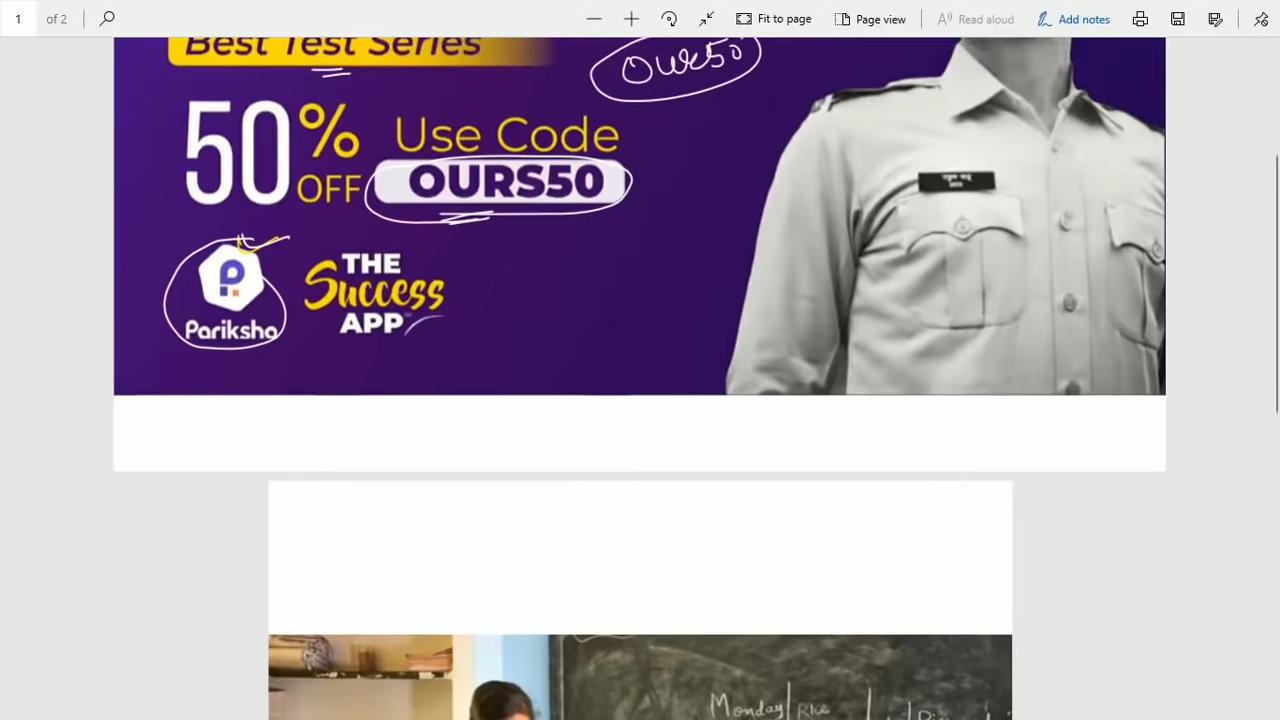 1 of 2 Fit to page Page view Read aloud Add notes
Best Test Series
OURS50
50% OFF
Use Code
OURS50
Pariksha
THE
Success
APP
Monday Rice